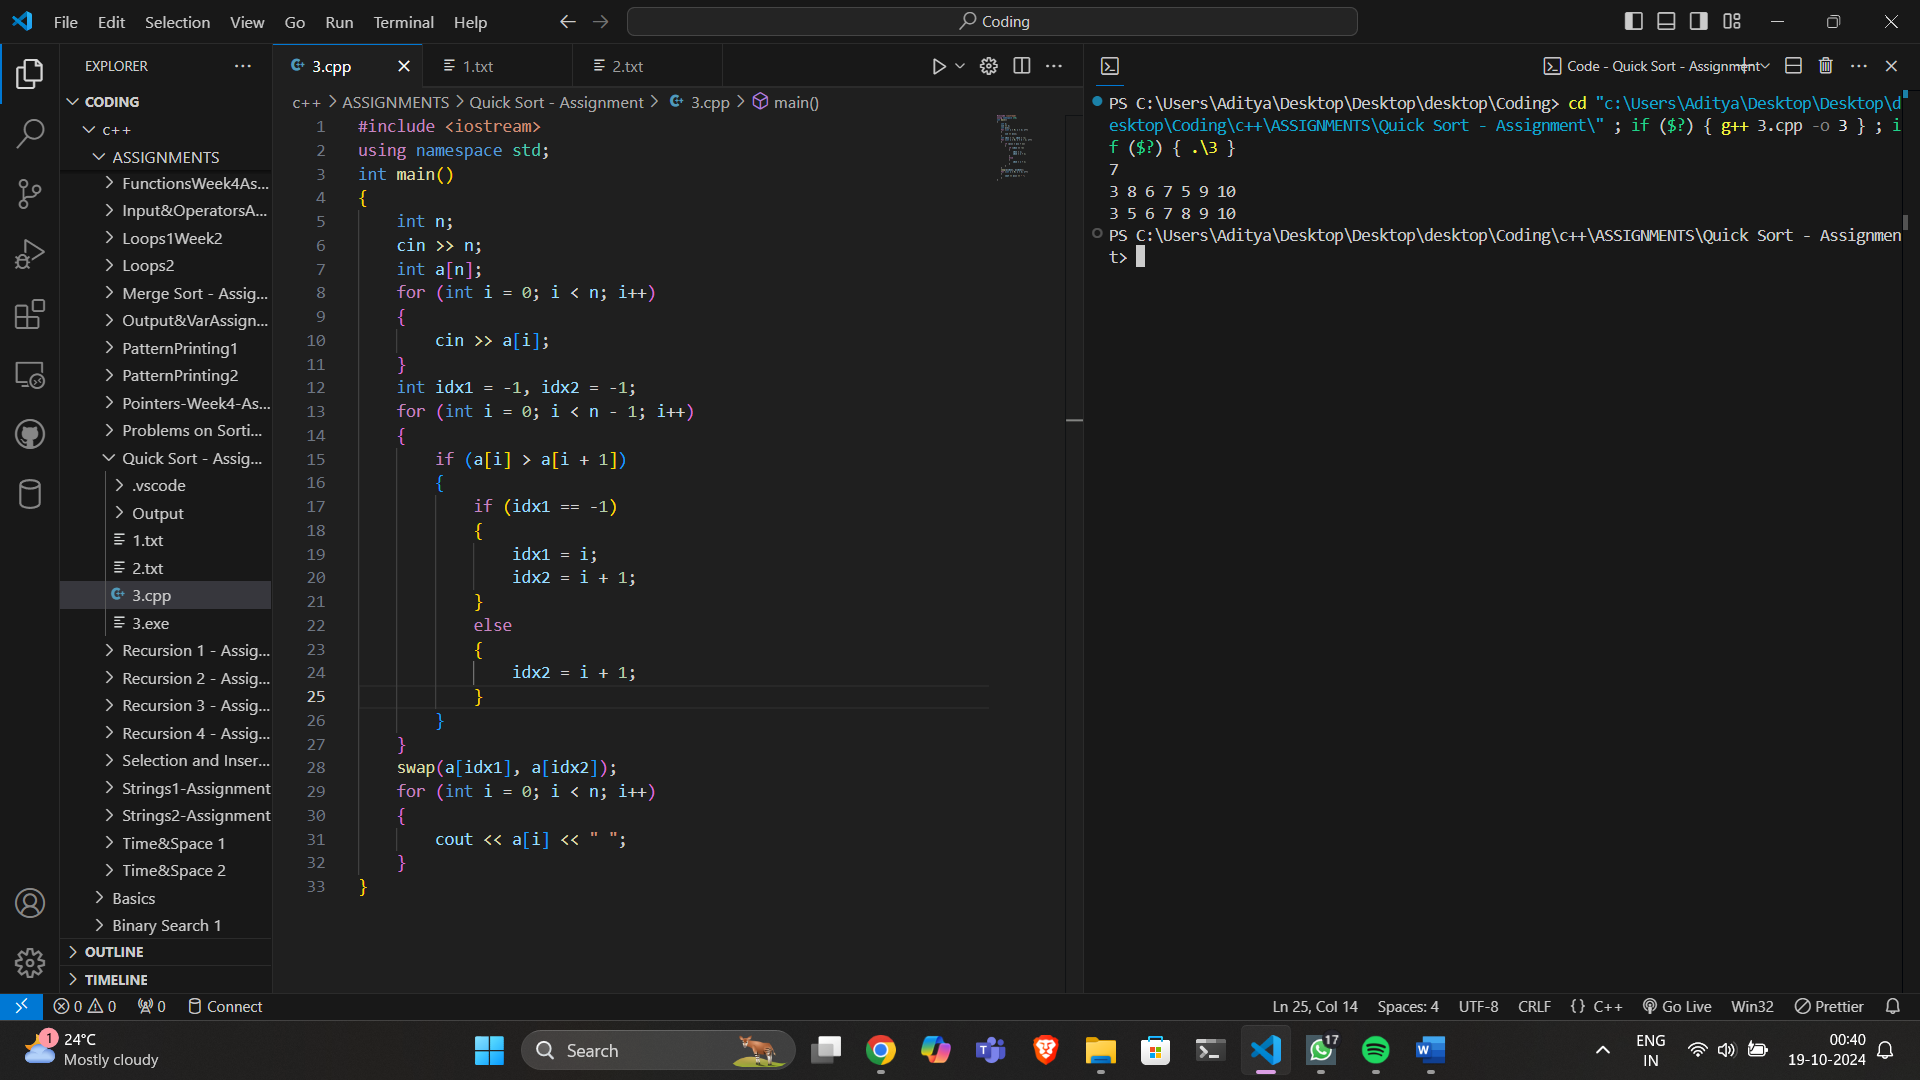 File Edit Selection View Go Run Terminal Help
Coding
EXPLORER
CODING
c++
ASSIGNMENTS
FunctionsWeek4As...
Input&OperatorsA...
Loops1Week2
Loops2
Merge Sort - Assig...
Output&VarAssign...
PatternPrinting1
PatternPrinting2
Pointers-Week4-As...
Problems on Sorti...
Quick Sort - Assig...
.vscode
Output
1.txt
2.txt
3.cpp
3.exe
Recursion 1 - Assig...
Recursion 2 - Assig...
Recursion 3 - Assig...
Recursion 4 - Assig...
Selection and Inser...
Strings1-Assignment
Strings2-Assignment
Time&Space 1
Time&Space 2
Basics
Binary Search 1
OUTLINE
TIMELINE
3.cpp 1.txt 2.txt
c++ > ASSIGNMENTS > Quick Sort - Assignment > 3.cpp > main()
1 #include <iostream>
2 using namespace std;
3 int main()
4 {
5 int n;
6 cin >> n;
7 int a[n];
8 for (int i = 0; i < n; i++)
9 {
10 cin >> a[i];
11 }
12 int idx1 = -1, idx2 = -1;
13 for (int i = 0; i < n - 1; i++)
14 {
15 if (a[i] > a[i + 1])
16 {
17 if (idx1 == -1)
18 {
19 idx1 = i;
20 idx2 = i + 1;
21 }
22 else
23 {
24 idx2 = i + 1;
25 }
26 }
27 }
28 swap(a[idx1], a[idx2]);
29 for (int i = 0; i < n; i++)
30 {
31 cout << a[i] << " ";
32 }
33 }
Code - Quick Sort - Assignment
PS C:\Users\Aditya\Desktop\Desktop\desktop\Coding> cd "c:\Users\Aditya\Desktop\Desktop\d
esktop\Coding\c++\ASSIGNMENTS\Quick Sort - Assignment\" ; if ($?) { g++ 3.cpp -o 3 } ; i
f ($?) { .\3 }
7
3 8 6 7 5 9 10
3 5 6 7 8 9 10
PS C:\Users\Aditya\Desktop\Desktop\desktop\Coding\c++\ASSIGNMENTS\Quick Sort - Assignmen
t>
0 0 0 Connect
Ln 25, Col 14 Spaces: 4 UTF-8 CRLF {} C++ Go Live Win32 Prettier
1
24°C
Mostly cloudy
Search
17
ENG
IN
00:40
19-10-2024